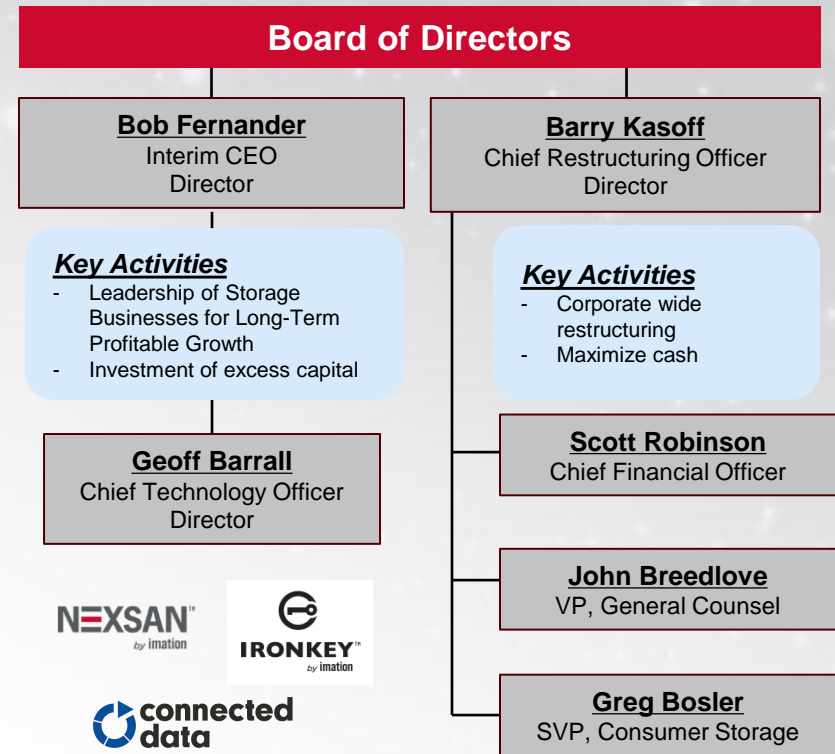 Board of Directors
Bob Fernander
Interim CEO
Director
Key Activities
- Leadership of Storage
Businesses for Long-Term
Profitable Growth
- Investment of excess capital
Geoff Barrall
Chief Technology Officer
Director
NEXSAN™
by imation
IRONKEY™
by imation
connected
data
Barry Kasoff
Chief Restructuring Officer
Director
Key Activities
- Corporate wide
restructuring
- Maximize cash
Scott Robinson
Chief Financial Officer
John Breedlove
VP, General Counsel
Greg Bosler
SVP, Consumer Storage